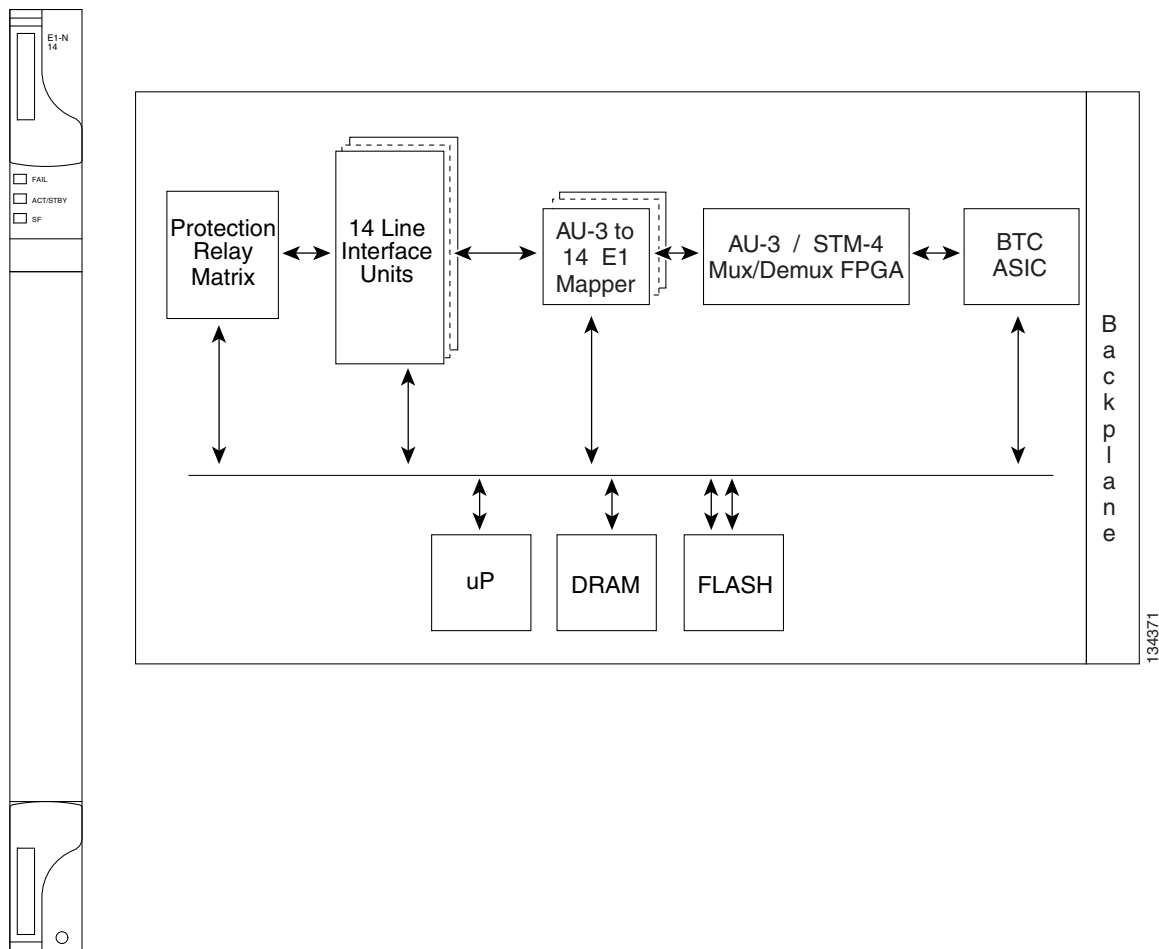 E1-N
14
FAIL
ACT/STBY
SF
Protection
Relay
Matrix
14 Line
Interface
Units
AU-3 to
14 E1
Mapper
AU-3 / STM-4
Mux/Demux FPGA
BTC
ASIC
Backplane
uP
DRAM
FLASH
134371